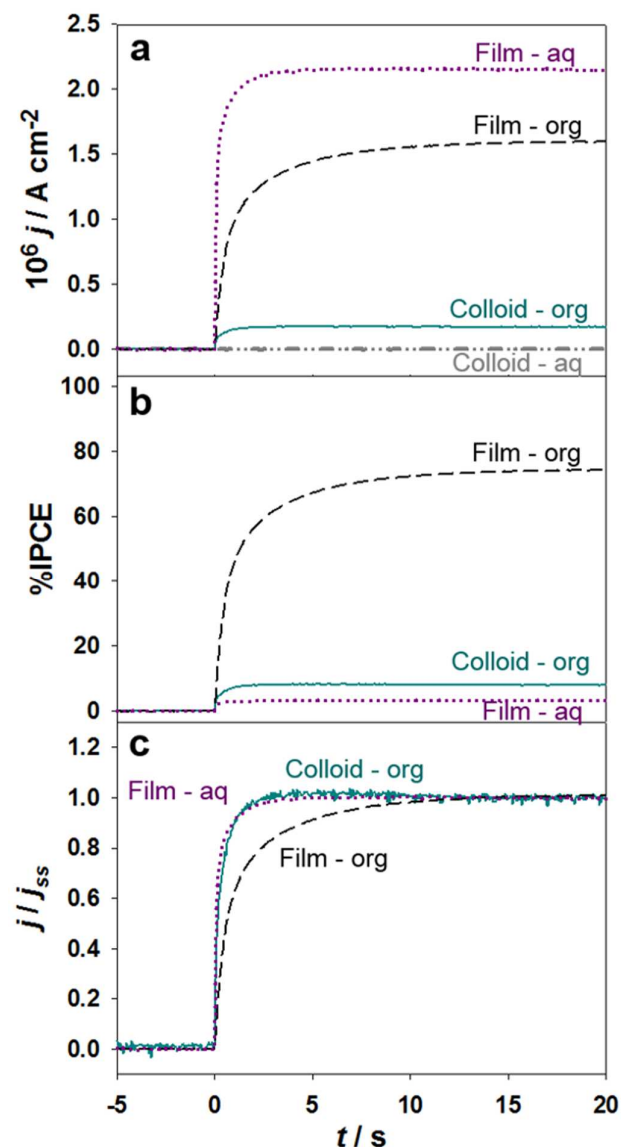 a
2.5
2.0
1.5
1.0
0.5
0.0
10⁶ j / A cm⁻²
Film - aq
Film - org
Colloid - org
Colloid - aq
b
100
80
60
40
20
0
%IPCE
Film - org
Colloid - org
Film - aq
c
1.2
1.0
0.8
0.6
0.4
0.2
0.0
j / jss
Colloid - org
Film - aq
Film - org
-5 0 5 10 15 20
t / s